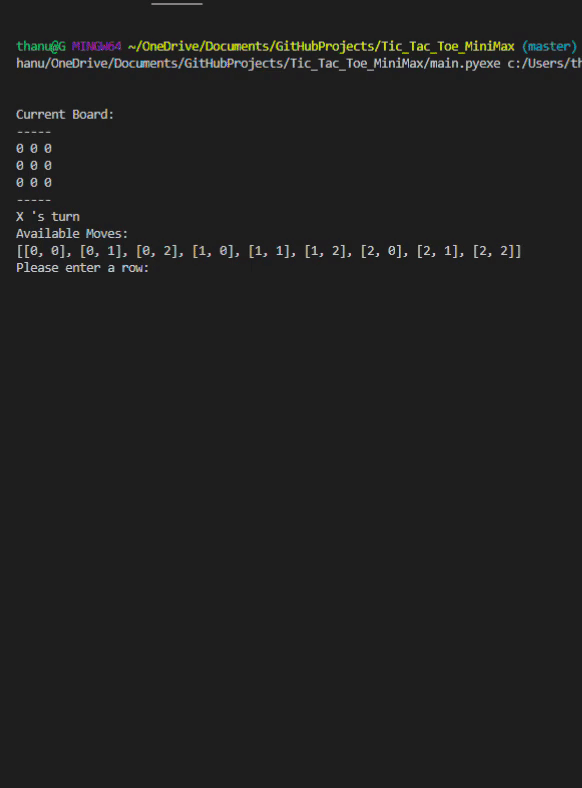 thanu@G MINGW64 ~/OneDrive/Documents/GitHubProjects/Tic_Tac_Toe_MiniMax (master)
hanu/OneDrive/Documents/GitHubProjects/Tic_Tac_Toe_MiniMax/main.pyexe c:/Users/th
Current Board:
-----
0 0 0
0 0 0
0 0 0
-----
X 's turn
Available Moves:
[[0, 0], [0, 1], [0, 2], [1, 0], [1, 1], [1, 2], [2, 0], [2, 1], [2, 2]]
Please enter a row: